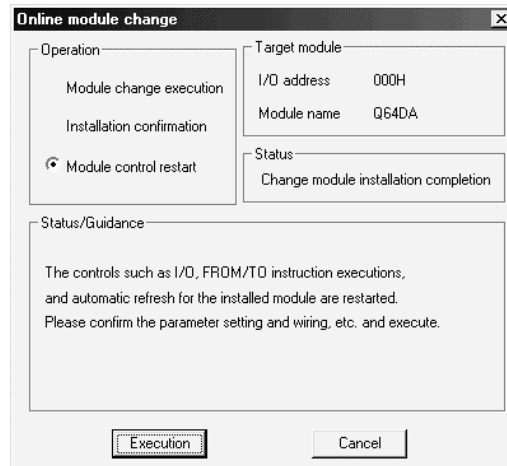 Online module change
Operation
Module change execution
Installation confirmation
Module control restart
Target module
I/O address 000H
Module name Q64DA
Status
Change module installation completion
Status/Guidance
The controls such as I/O, FROM/TO instruction executions,
and automatic refresh for the installed module are restarted.
Please confirm the parameter setting and wiring, etc. and execute.
Execution Cancel